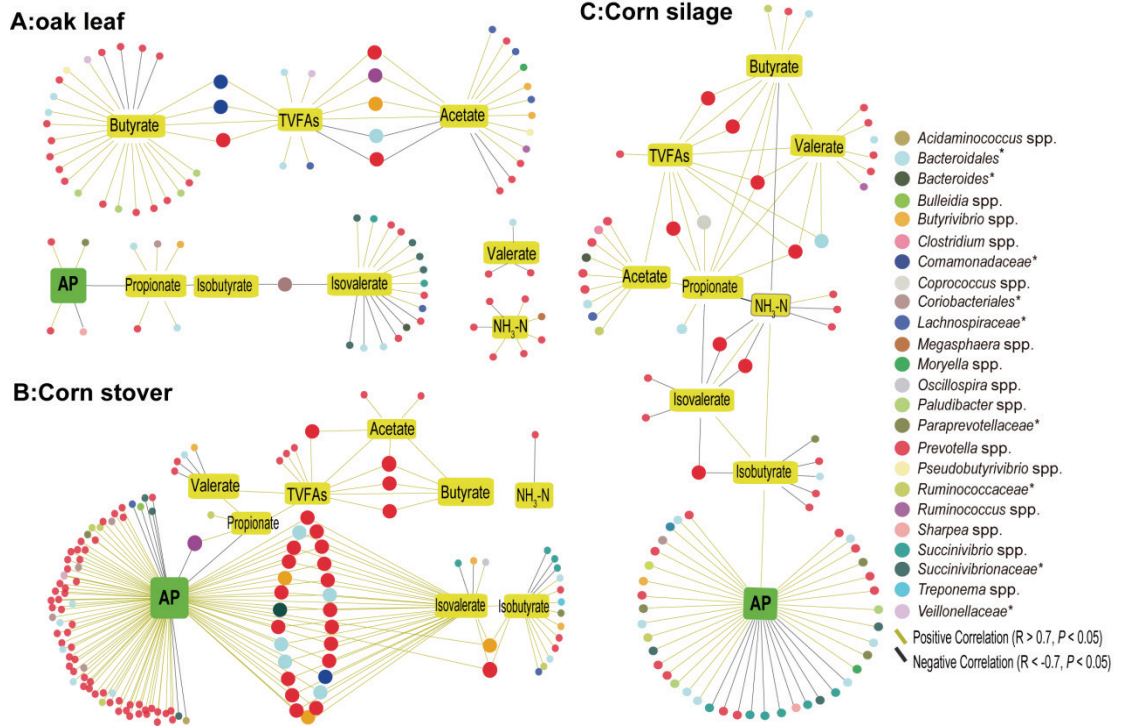 A:oak leaf
Butyrate
TVFAs
Acetate
AP
Propionate
Isobutyrate
Isovalerate
Valerate
NH3-N
B:Corn stover
Acetate
Valerate
TVFAs
Butyrate
NH3-N
Propionate
AP
Isovalerate
Isobutyrate
C:Corn silage
Butyrate
TVFAs
Valerate
Acetate
Propionate
NH3-N
Isovalerate
Isobutyrate
AP
Acidaminococcus spp.
Bacteroidales*
Bacteroides*
Bulleidia spp.
Butyrivibrio spp.
Clostridium spp.
Comamonadaceae*
Coprococcus spp.
Coriobacteriales*
Lachnospiraceae*
Megasphaera spp.
Moryella spp.
Oscillospira spp.
Paludibacter spp.
Paraprevotellaceae*
Prevotella spp.
Pseudobutyrivibrio spp.
Ruminococcaceae*
Ruminococcus spp.
Sharpea spp.
Succinivibrio spp.
Succinivibrionaceae*
Treponema spp.
Veillonellaceae*
Positive Correlation (R > 0.7, P < 0.05)
Negative Correlation (R < -0.7, P < 0.05)